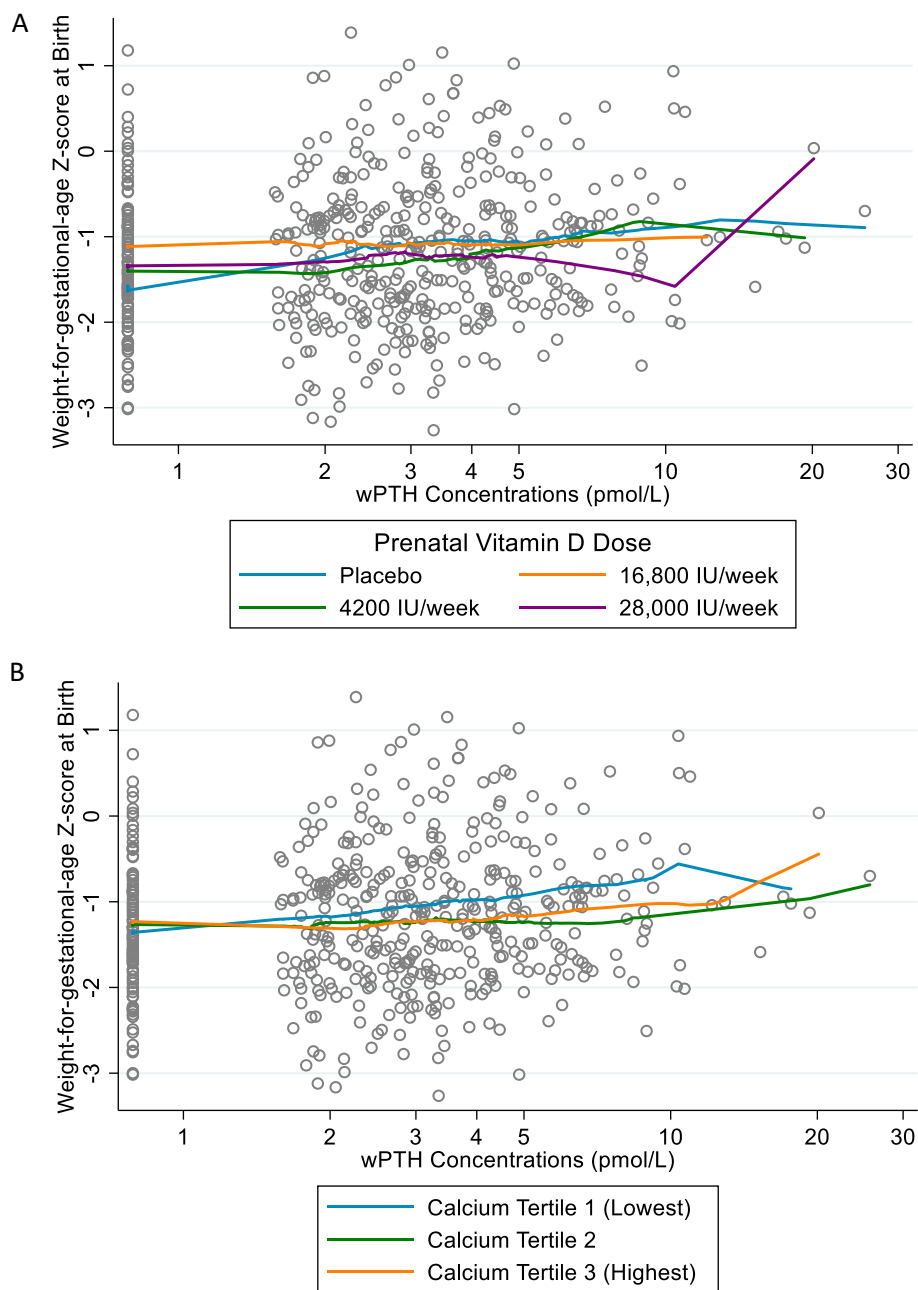 A
Weight-for-gestational-age Z-score at Birth
1
0
-1
-2
-3
1 2 3 4 5 10 20 30
wPTH Concentrations (pmol/L)
Prenatal Vitamin D Dose
Placebo 16,800 IU/week
4200 IU/week 28,000 IU/week
B
Weight-for-gestational-age Z-score at Birth
1
0
-1
-2
-3
1 2 3 4 5 10 20 30
wPTH Concentrations (pmol/L)
Calcium Tertile 1 (Lowest)
Calcium Tertile 2
Calcium Tertile 3 (Highest)